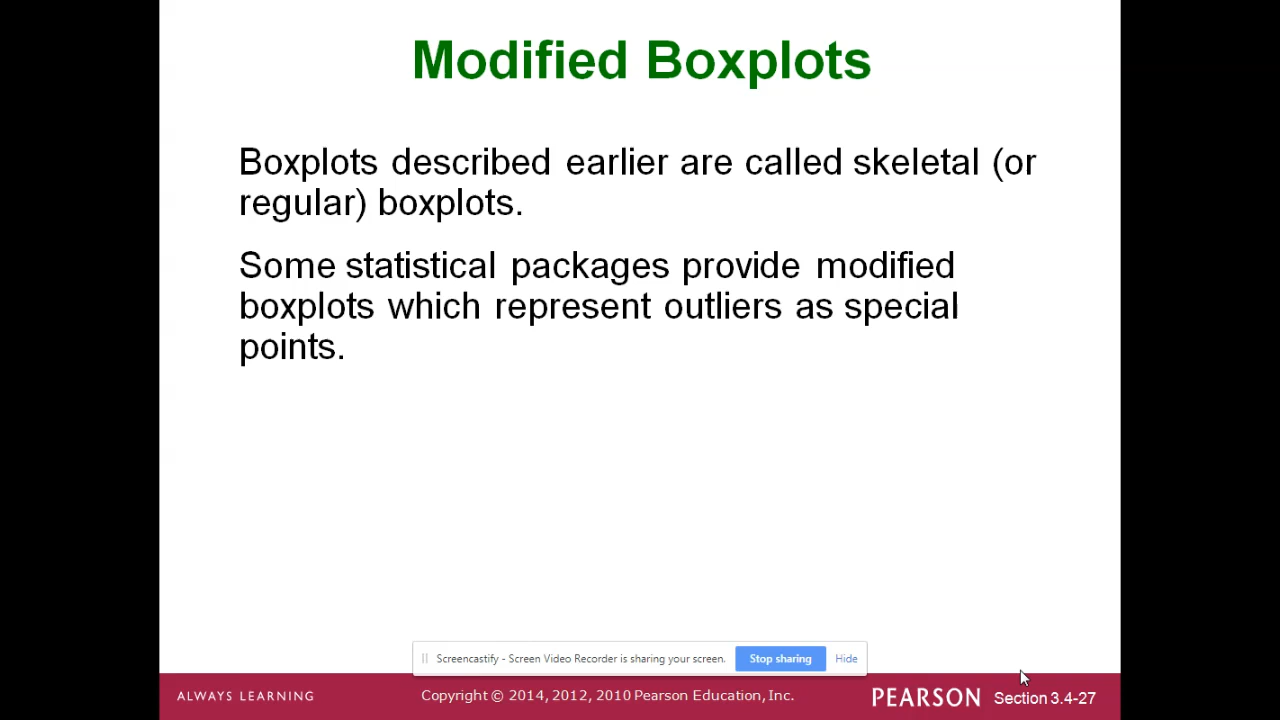 Modified Boxplots
Boxplots described earlier are called skeletal (or
regular) boxplots.
Some statistical packages provide modified
boxplots which represent outliers as special
points.
Screencastify - Screen Video Recorder is sharing your screen. Stop sharing Hide
ALWAYS LEARNING Copyright © 2014, 2012, 2010 Pearson Education, Inc. PEARSON Section 3.4-27